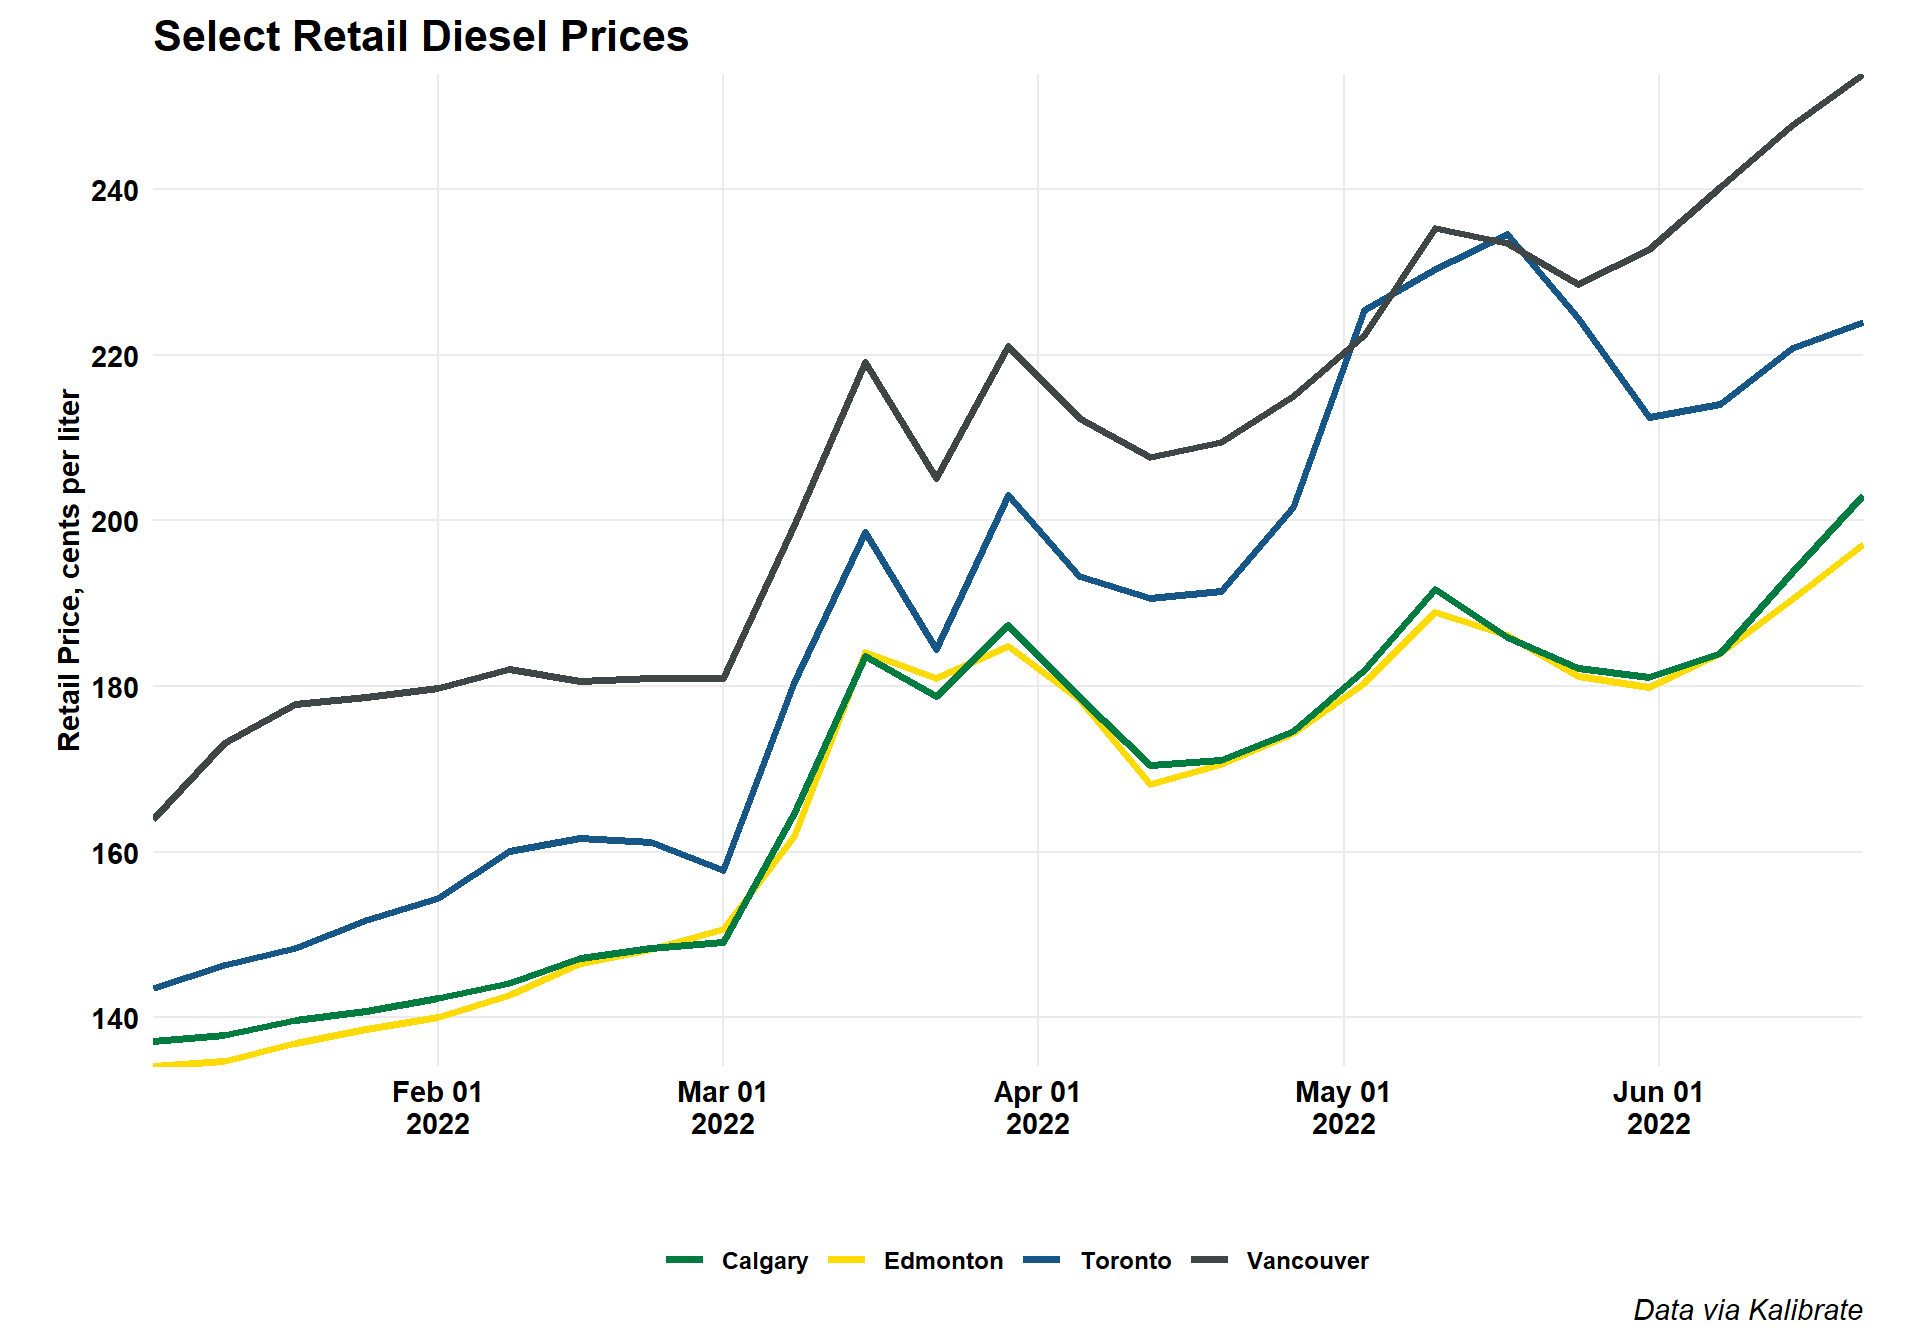 Select Retail Diesel Prices
Retail Price, cents per liter
240
220
200
180
160
140
Feb 01
2022
Mar 01
2022
Apr 01
2022
May 01
2022
Jun 01
2022
Calgary
Edmonton
Toronto
Vancouver
Data via Kalibrate